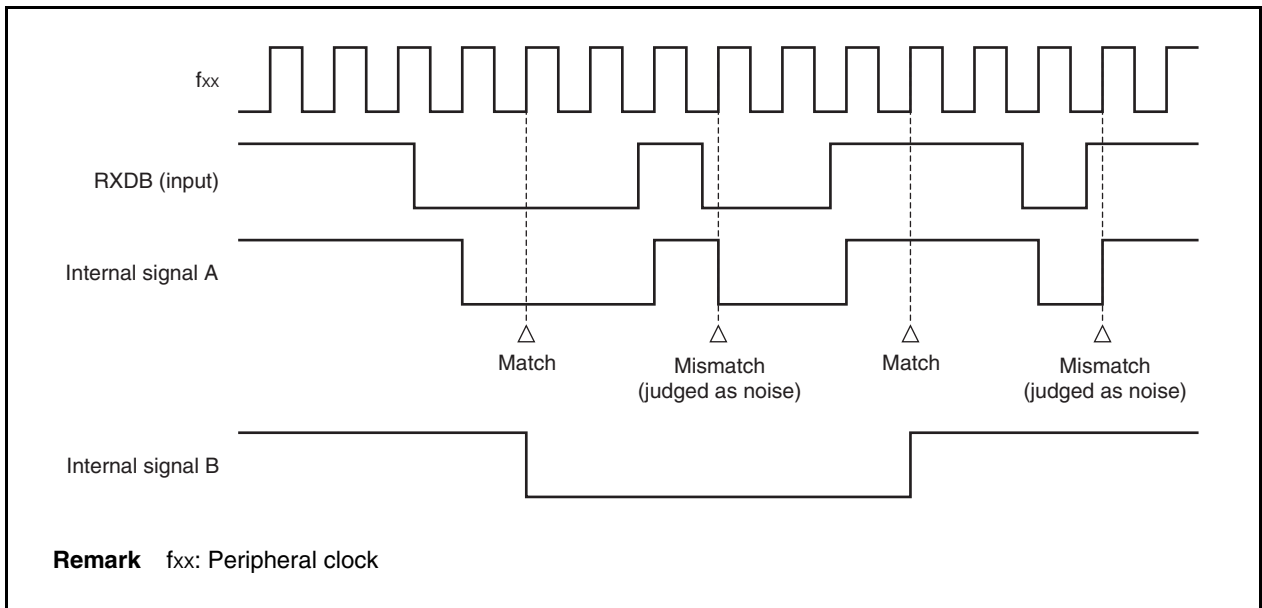 fxx
RXDB (input)
Internal signal A
Match
Mismatch
(judged as noise)
Match
Mismatch
(judged as noise)
Internal signal B
Remark fxx: Peripheral clock